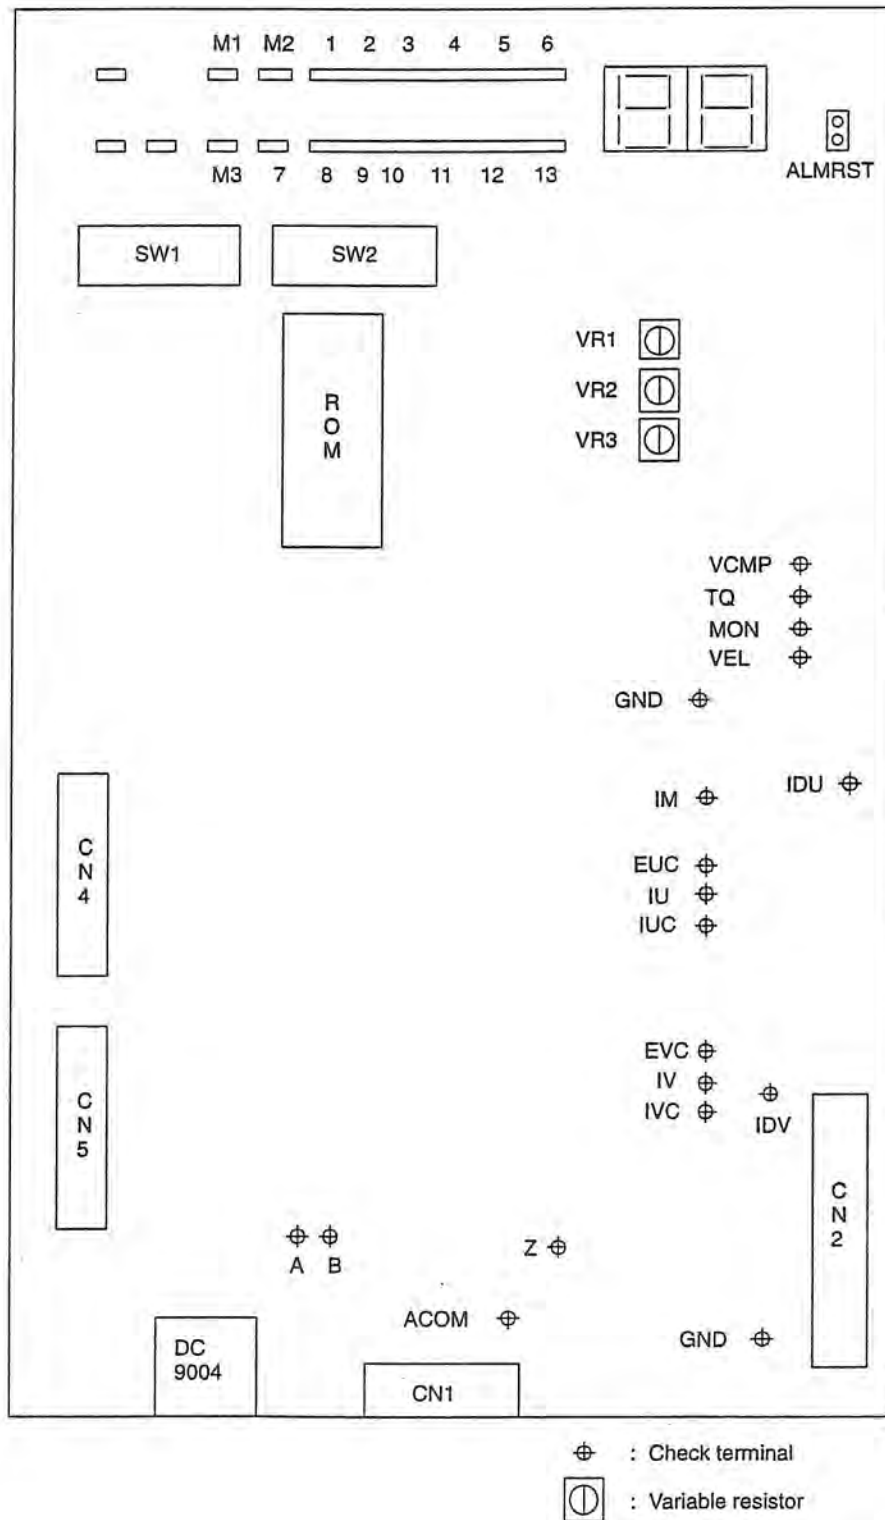 M1 M2 1 2 3 4 5 6
ALMRST
M3 7 8 9 10 11 12 13
SW1 SW2
ROM
VR1
VR2
VR3
VCMP
TQ
MON
VEL
GND
IM
IDU
EUC
IU
IUC
CN4
EVC
IV
IVC
IDV
CN5
CN2
A B
Z
ACOM
GND
DC
9004
CN1
: Check terminal
: Variable resistor